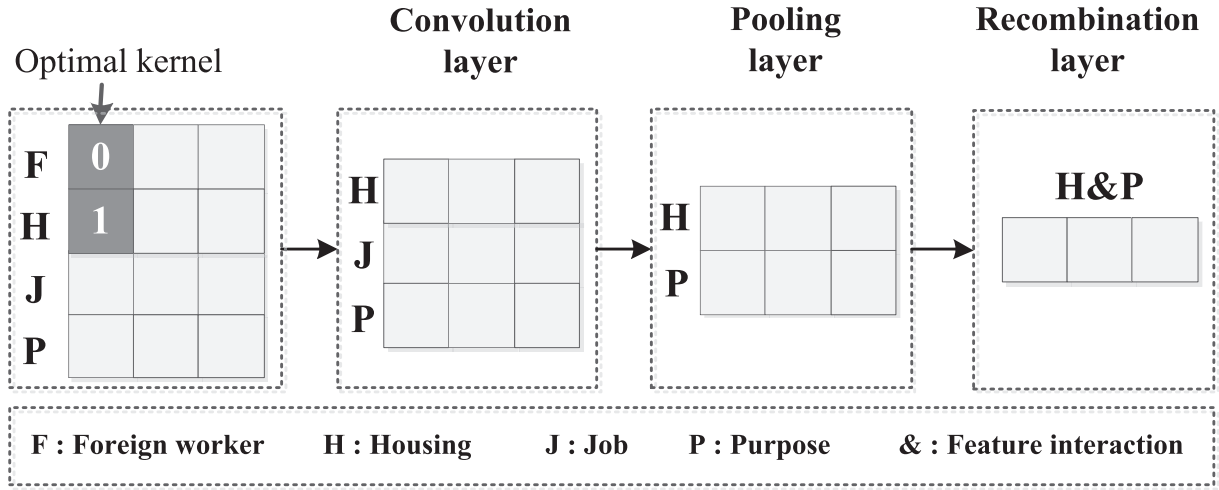 Optimal kernel
Convolution
layer
Pooling
layer
Recombination
layer
F
0
H
1
J
P
H
J
P
H
P
H&P
F : Foreign worker H : Housing J : Job P : Purpose & : Feature interaction